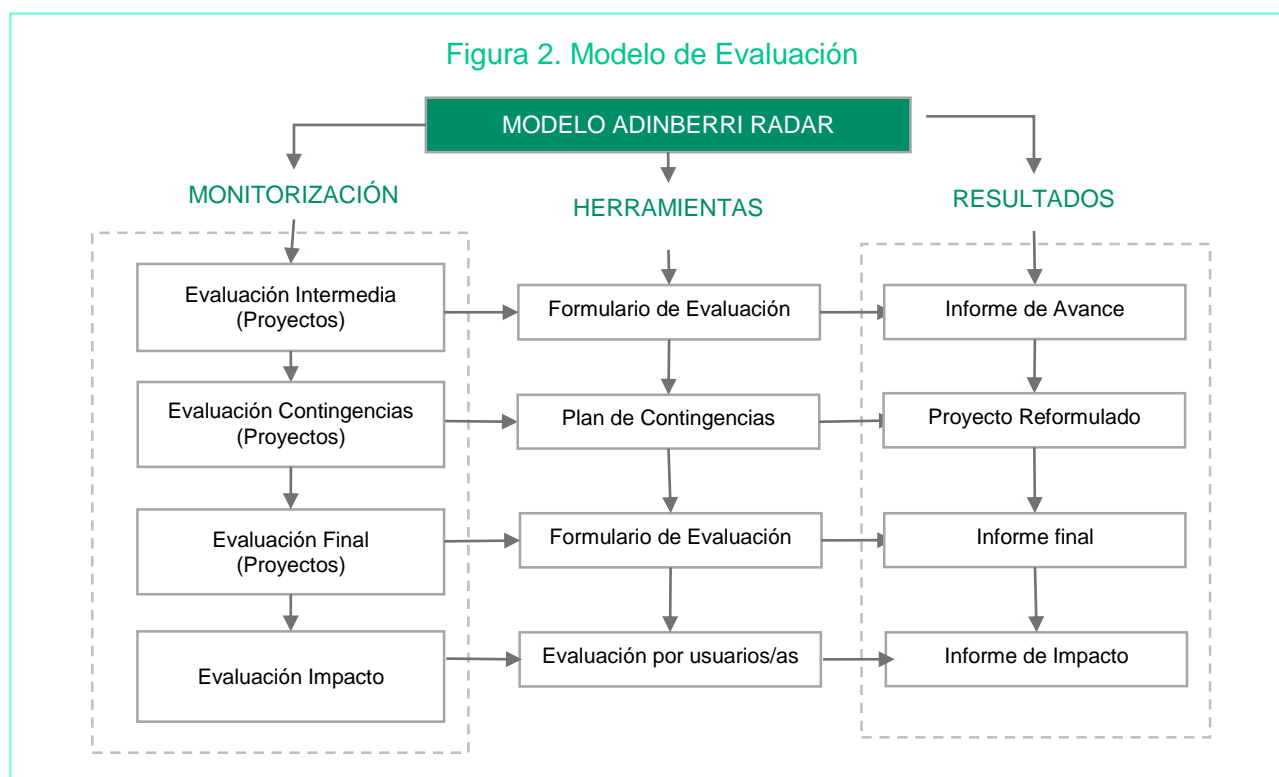 Figura 2. Modelo de Evaluación
MODELO ADINBERRI RADAR
MONITORIZACIÓN
HERRAMIENTAS
RESULTADOS
Evaluación Intermedia
(Proyectos)
Formulario de Evaluación
Informe de Avance
Evaluación Contingencias
(Proyectos)
Plan de Contingencias
Proyecto Reformulado
Evaluación Final
(Proyectos)
Formulario de Evaluación
Informe final
Evaluación Impacto
Evaluación por usuarios/as
Informe de Impacto